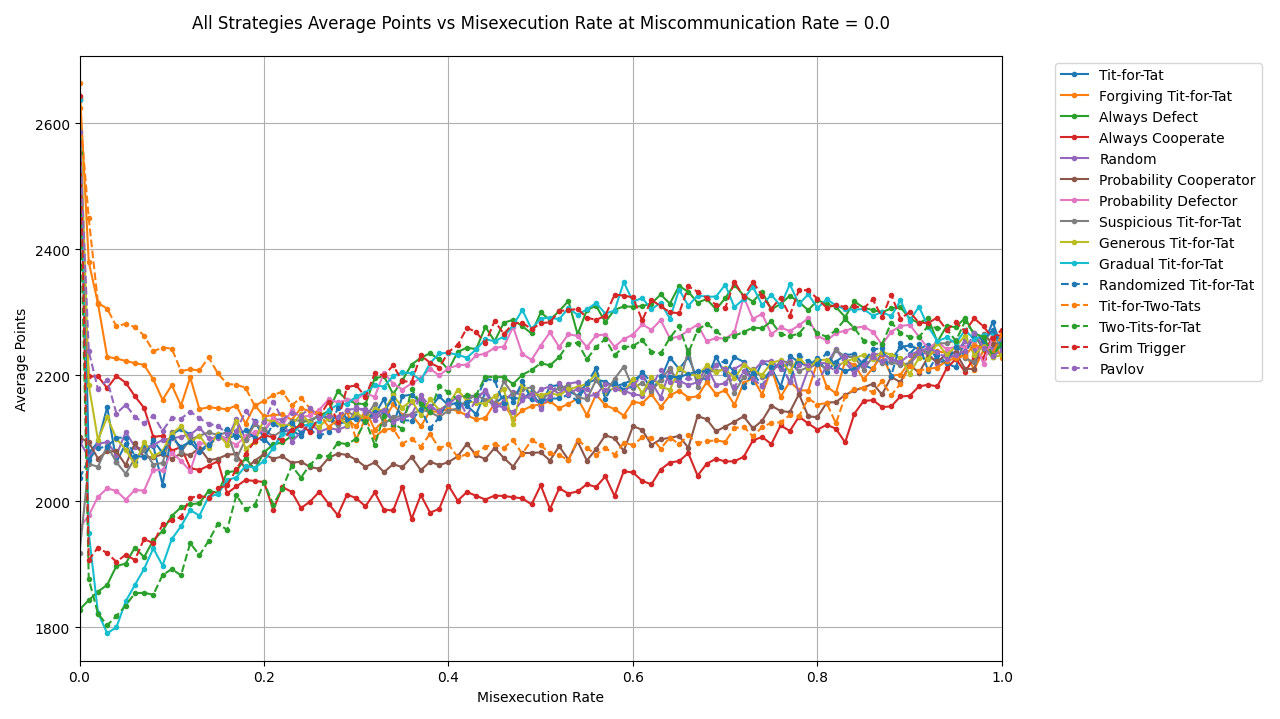 All Strategies Average Points vs Misexecution Rate at Miscommunication Rate = 0.0
2600
2400
2200
2000
1800
Average Points
0.0 0.2 0.4 0.6 0.8 1.0
Misexecution Rate
Tit-for-Tat
Forgiving Tit-for-Tat
Always Defect
Always Cooperate
Random
Probability Cooperator
Probability Defector
Suspicious Tit-for-Tat
Generous Tit-for-Tat
Gradual Tit-for-Tat
Randomized Tit-for-Tat
Tit-for-Two-Tats
Two-Tits-for-Tat
Grim Trigger
Pavlov